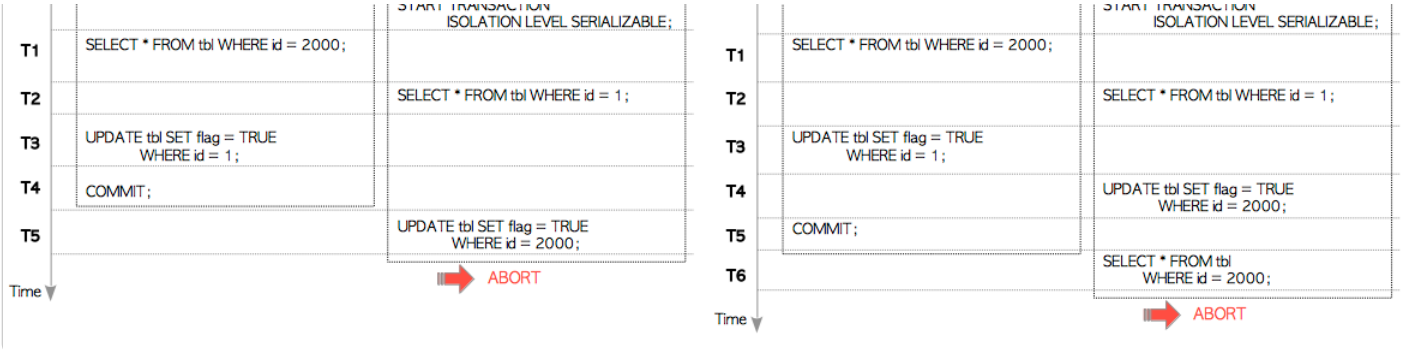 START TRANSACTION
ISOLATION LEVEL SERIALIZABLE;
T1
SELECT * FROM tbl WHERE id = 2000;
T2
SELECT * FROM tbl WHERE id = 1;
T3
UPDATE tbl SET flag = TRUE
WHERE id = 1;
T4
COMMIT;
T5
UPDATE tbl SET flag = TRUE
WHERE id = 2000;
ABORT
Time
START TRANSACTION
ISOLATION LEVEL SERIALIZABLE;
T1
SELECT * FROM tbl WHERE id = 2000;
T2
SELECT * FROM tbl WHERE id = 1;
T3
UPDATE tbl SET flag = TRUE
WHERE id = 1;
T4
UPDATE tbl SET flag = TRUE
WHERE id = 2000;
T5
COMMIT;
T6
SELECT * FROM tbl
WHERE id = 2000;
ABORT
Time